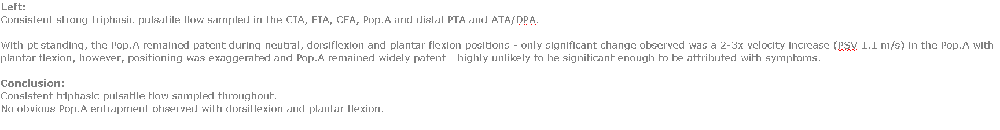 Left:
Consistent strong triphasic pulsatile flow sampled in the CIA, EIA, CFA, Pop.A and distal PTA and ATA/DPA.
With pt standing, the Pop.A remained patent during neutral, dorsiflexion and plantar flexion positions - only significant change observed was a 2-3x velocity increase (PSV 1.1 m/s) in the Pop.A with
plantar flexion, however, positioning was exaggerated and Pop.A remained widely patent - highly unlikely to be significant enough to be attributed with symptoms.
Conclusion:
Consistent triphasic pulsatile flow sampled throughout.
No obvious Pop.A entrapment observed with dorsiflexion and plantar flexion.